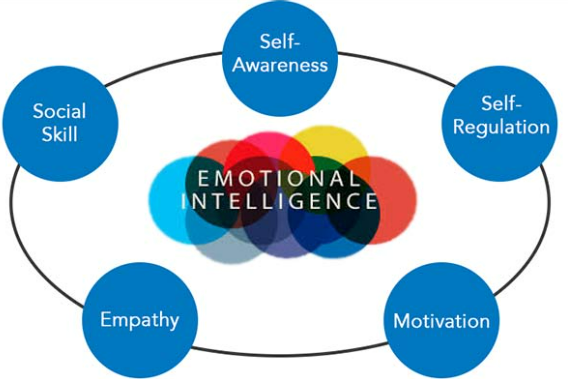 Self-
Awareness
Social
Skill
Self-
Regulation
EMOTIONAL
INTELLIGENCE
Empathy
Motivation